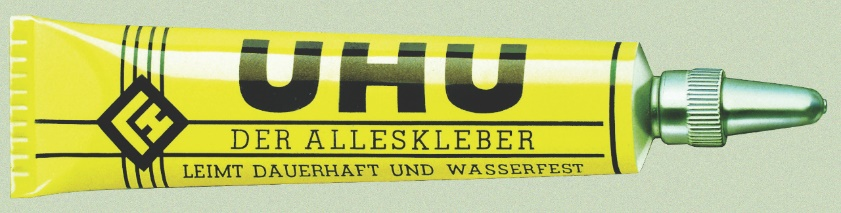 UHU
DER ALLESKLEBER
LEIMT DAUERHAFT UND WASSERFEST